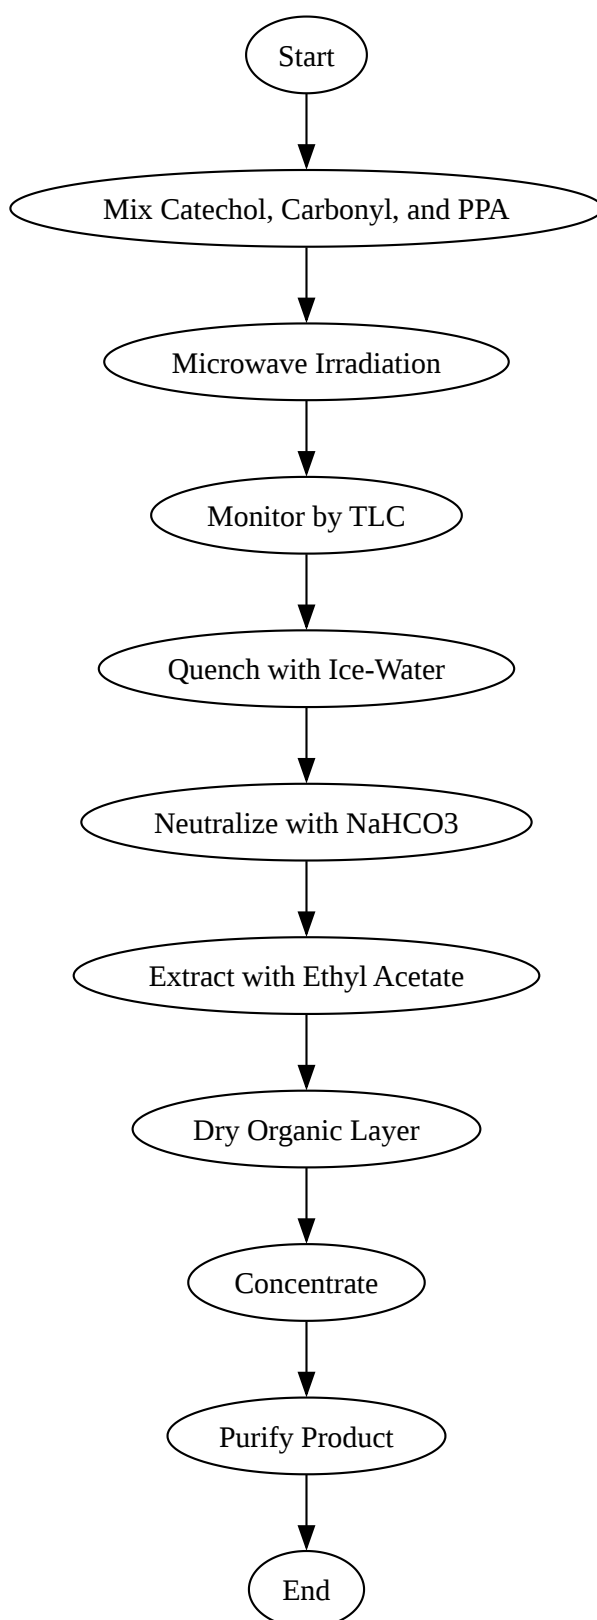 Start
Mix Catechol, Carbonyl, and PPA
Microwave Irradiation
Monitor by TLC
Quench with Ice-Water
Neutralize with NaHCO3
Extract with Ethyl Acetate
Dry Organic Layer
Concentrate
Purify Product
End